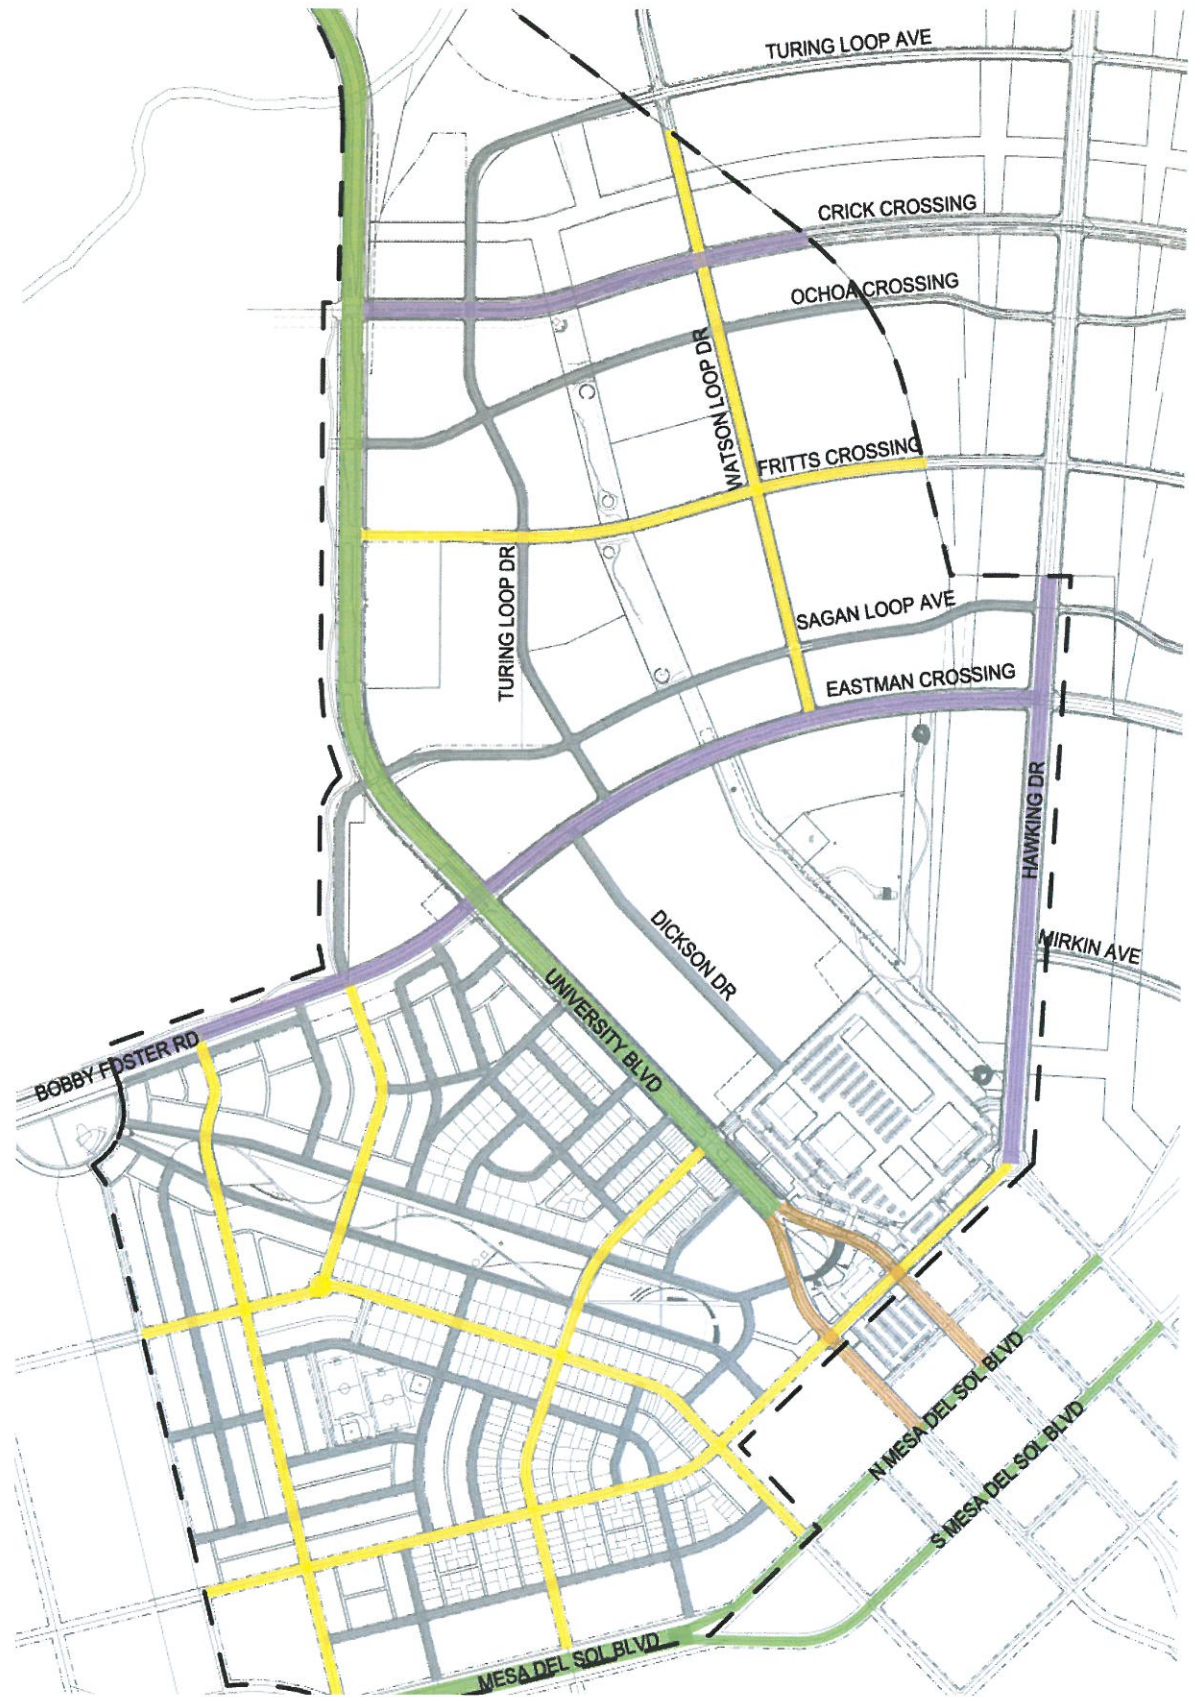 TURING LOOP AVE
CRICK CROSSING
OCHOA CROSSING
WATSON LOOP DR
FRITTS CROSSING
TURING LOOP DR
SAGAN LOOP AVE
EASTMAN CROSSING
HAWKING DR
DICKSON DR
MIRKIN AVE
UNIVERSITY BLVD
BOBBY FOSTER RD
N MESA DEL SOL BLVD
S MESA DEL SOL BLVD
MESA DEL SOL BLVD